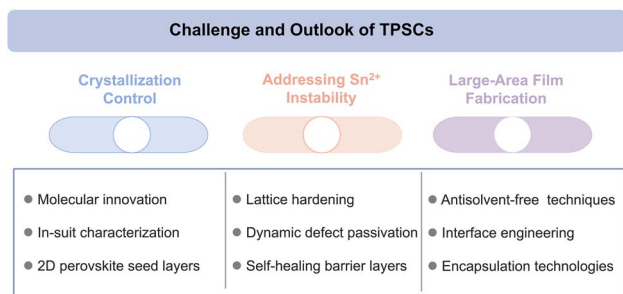 Challenge and Outlook of TPSCs
Crystallization
Control
Addressing Sn²⁺
Instability
Large-Area Film
Fabrication
Molecular innovation
In-suit characterization
2D perovskite seed layers
Lattice hardening
Dynamic defect passivation
Self-healing barrier layers
Antisolvent-free techniques
Interface engineering
Encapsulation technologies